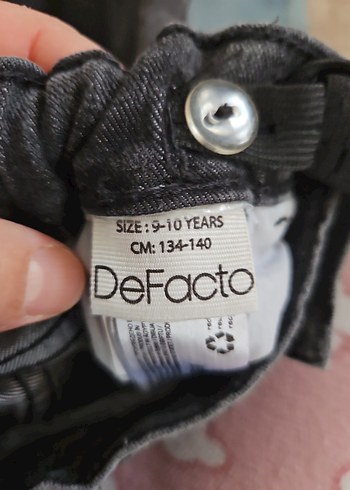 SIZE : 9-10 YEARS
CM: 134-140
DeFacto